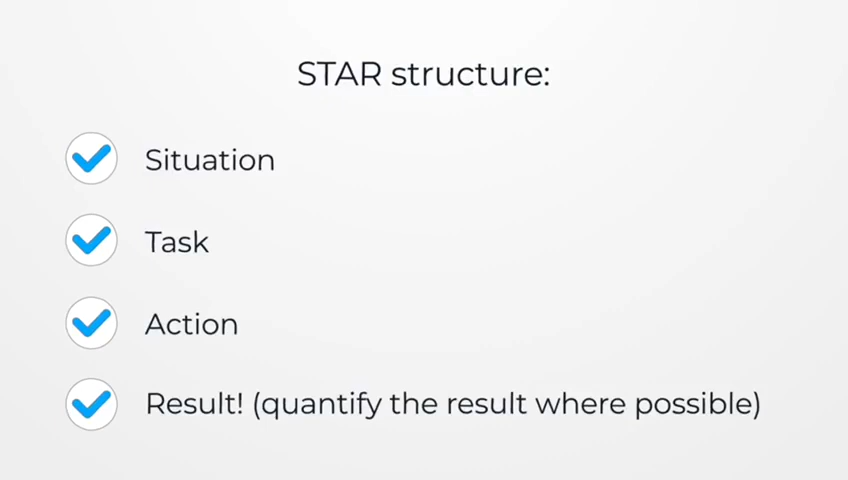 STAR structure:
Situation
Task
Action
Result! (quantify the result where possible)